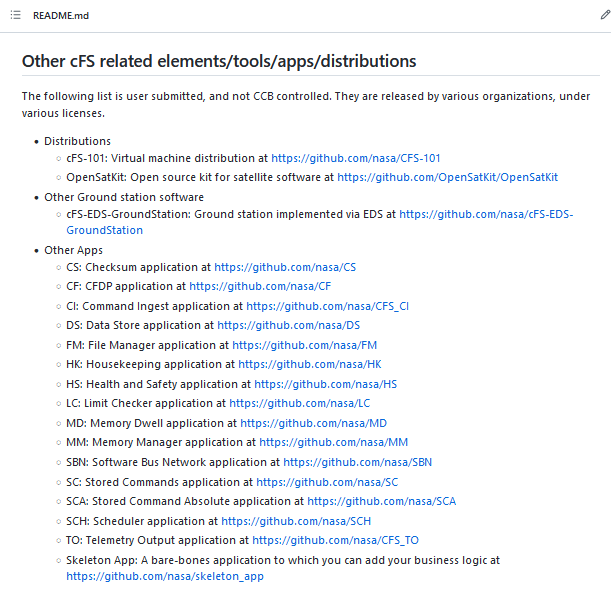 README.md
Other cFS related elements/tools/apps/distributions
The following list is user submitted, and not CCB controlled. They are released by various organizations, under
various licenses.
Distributions
cFS-101: Virtual machine distribution at https://github.com/nasa/CFS-101
OpenSatKit: Open source kit for satellite software at https://github.com/OpenSatKit/OpenSatKit
Other Ground station software
cFS-EDS-GroundStation: Ground station implemented via EDS at https://github.com/nasa/cFS-EDS-
GroundStation
Other Apps
CS: Checksum application at https://github.com/nasa/CS
CF: CFDP application at https://github.com/nasa/CF
CI: Command Ingest application at https://github.com/nasa/CFS_CI
DS: Data Store application at https://github.com/nasa/DS
FM: File Manager application at https://github.com/nasa/FM
HK: Housekeeping application at https://github.com/nasa/HK
HS: Health and Safety application at https://github.com/nasa/HS
LC: Limit Checker application at https://github.com/nasa/LC
MD: Memory Dwell application at https://github.com/nasa/MD
MM: Memory Manager application at https://github.com/nasa/MM
SBN: Software Bus Network application at https://github.com/nasa/SBN
SC: Stored Commands application at https://github.com/nasa/SC
SCA: Stored Command Absolute application at https://github.com/nasa/SCA
SCH: Scheduler application at https://github.com/nasa/SCH
TO: Telemetry Output application at https://github.com/nasa/CFS_TO
Skeleton App: A bare-bones application to which you can add your business logic at
https://github.com/nasa/skeleton_app